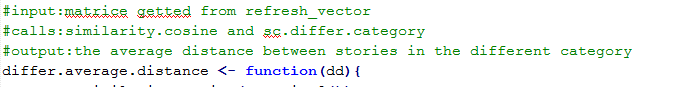 #input:matrice getted from refresh_vector
#calls:similarity.cosine and sc.differ.category
#output:the average distance between stories in the different category
differ.average.distance <- function(dd){